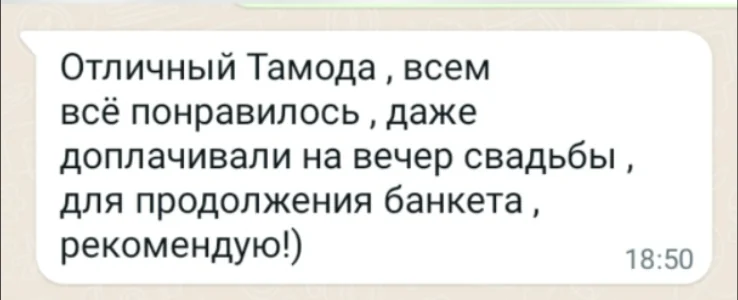 Отличный Тамода , всем
всё понравилось , даже
доплачивали на вечер свадьбы ,
для продолжения банкета ,
рекомендую!)
18:50